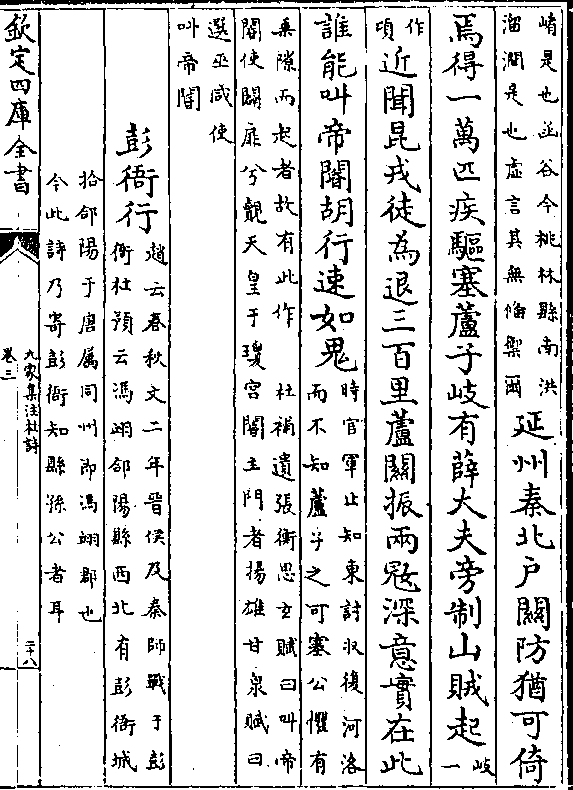 崤是也函谷今桃林縣南洪
溜澗是也虛言其無備禦爾
延州秦北戶關防猶可倚
焉得一萬匹疾驅塞蘆子岐有薛大夫旁制山賊起
岐一
作頃
近聞昆戎徒為退三百里蘆關振兩寇深意實在此
誰能叫帝閽胡行速如鬼
時官軍止知東討收復河洛
而不知蘆子之可塞公懼有
乘隙而起者故有此作
杜補遺張衡思𤣥賦曰叫帝
閽使闢扉兮覿天皇于瓊宮閽主門者揚雄甘泉賦曰
選巫咸使
叫帝閽
彭衙行
趙云春秋文二年晉侯及秦師戰于彭
衙杜預云馮翊郃陽縣西北有彭衙城
拾郃陽于唐屬同州即馮翊郡也
今此詩乃寄彭衙知縣孫公者耳
欽定四庫全書
九家集注杜詩
卷三
二十八